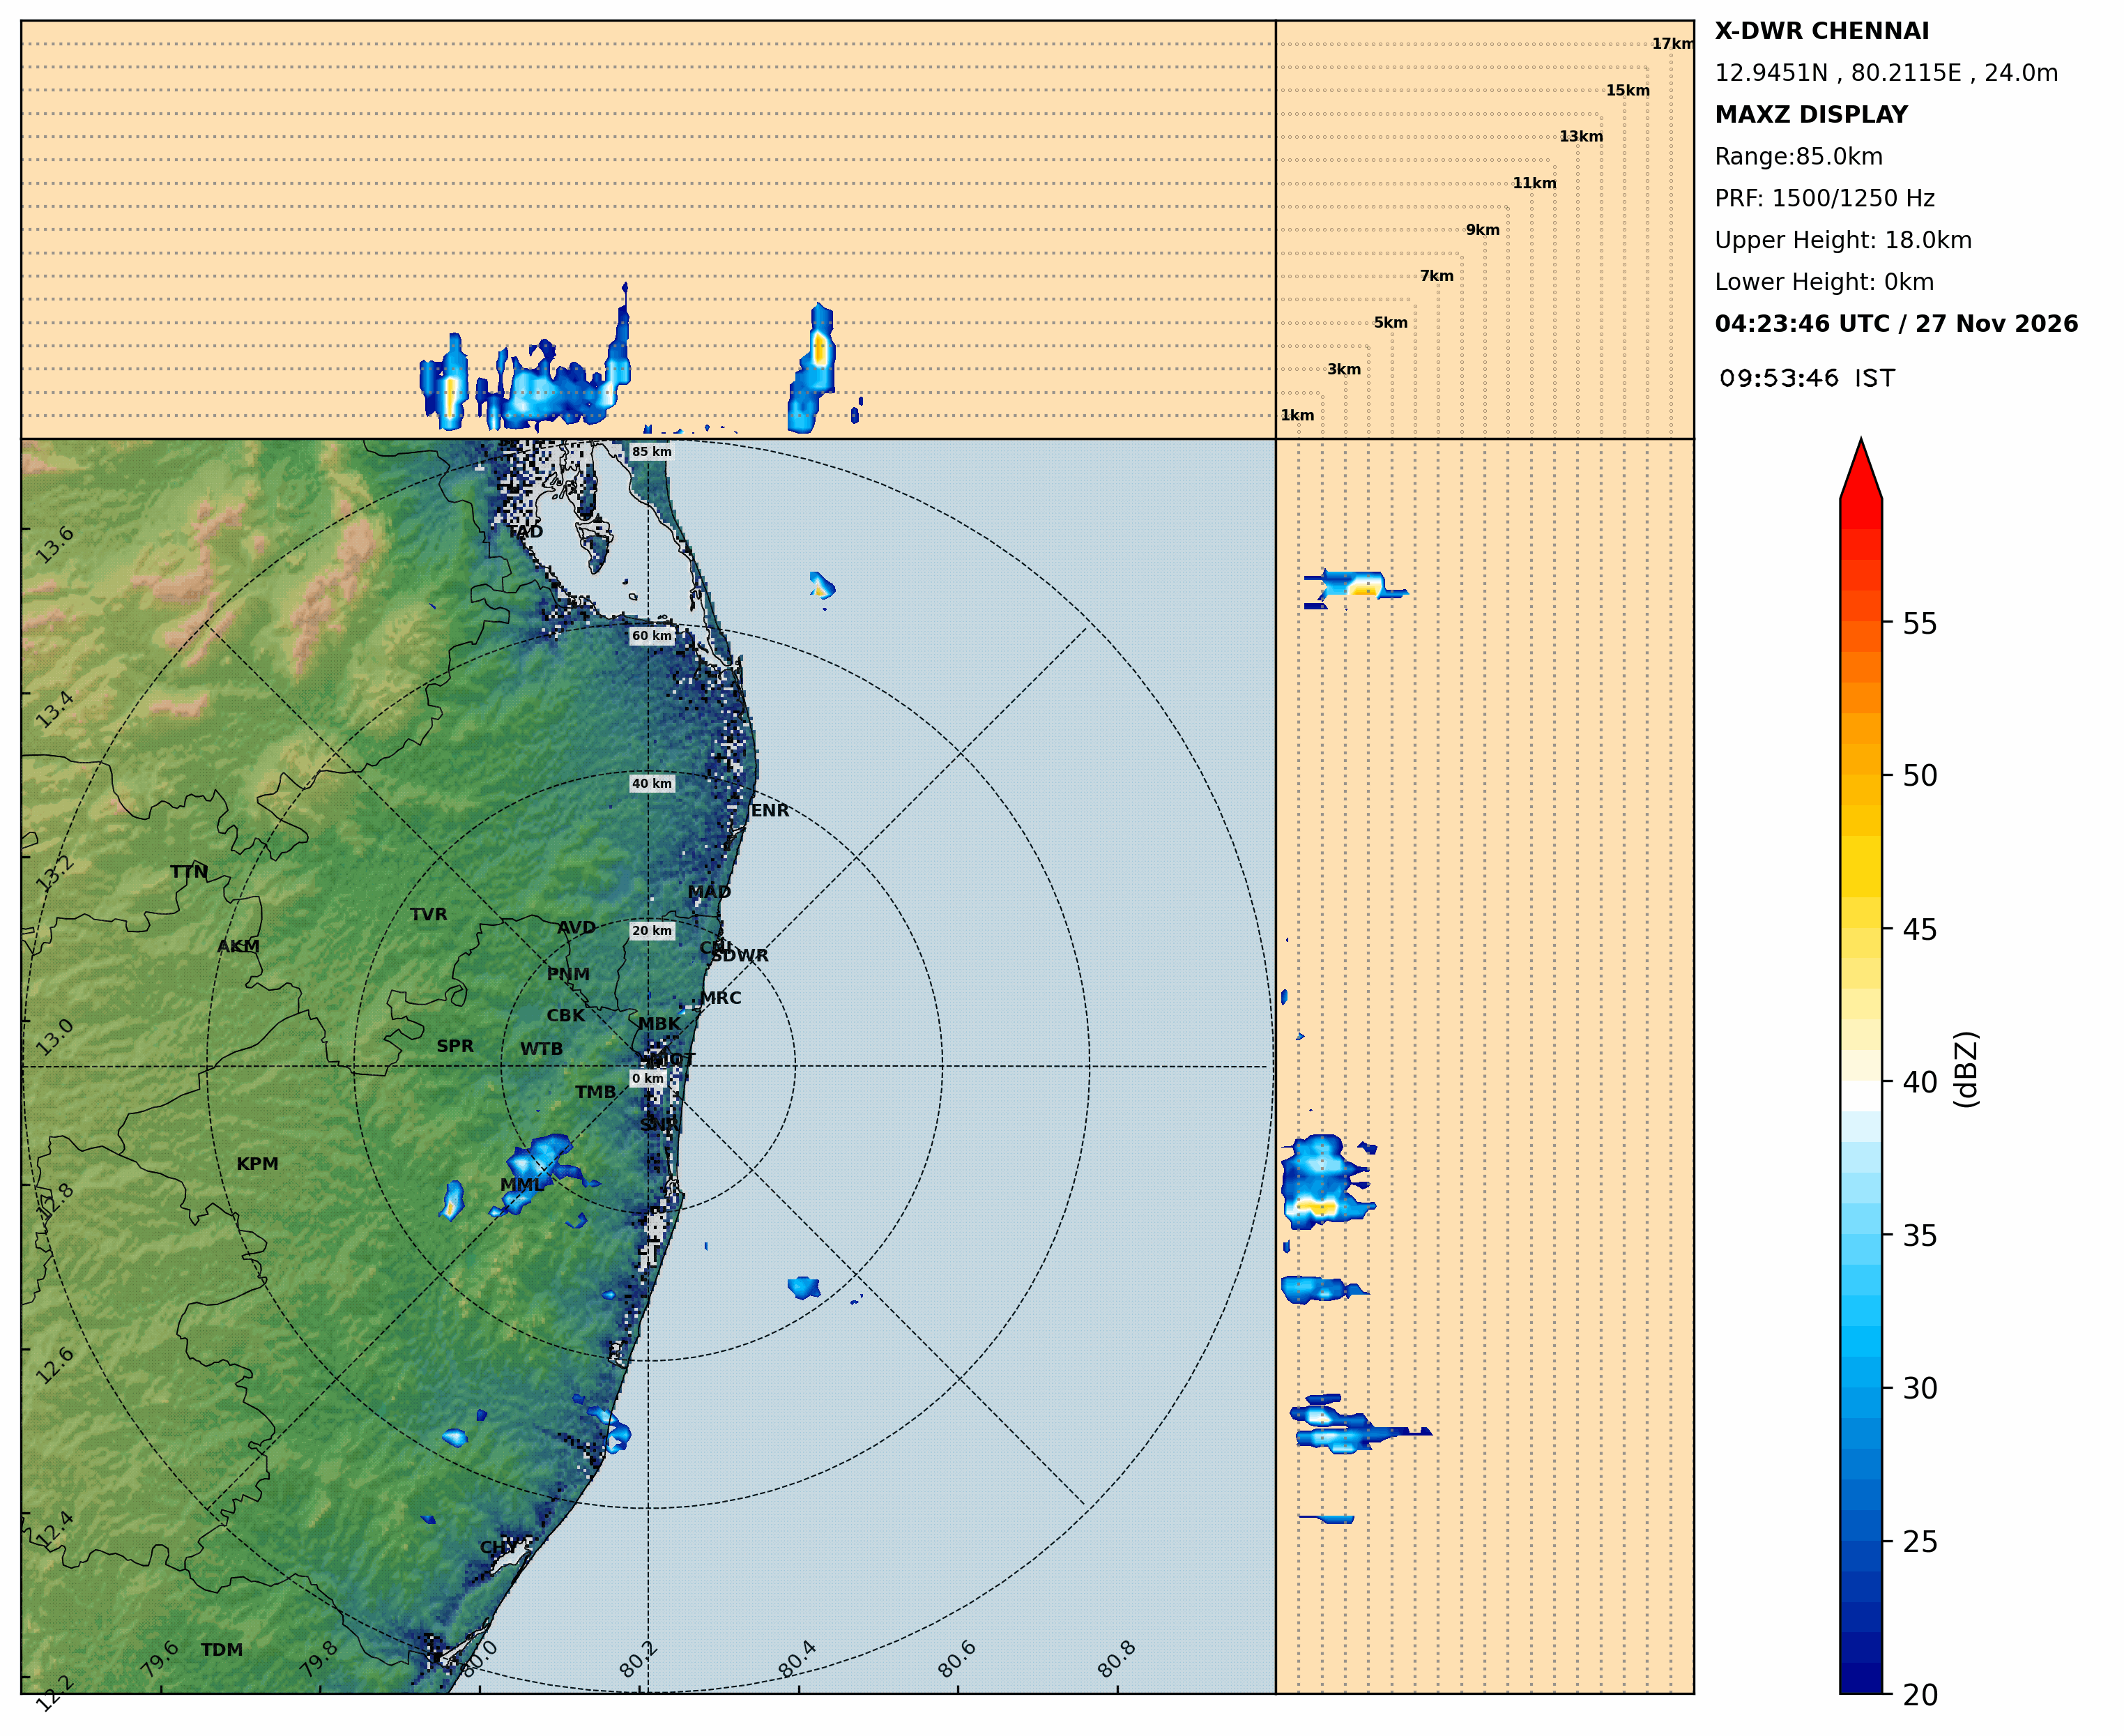 X-DWR CHENNAI
12.9451N , 80.2115E , 24.0m
MAXZ DISPLAY
Range:85.0km
PRF: 1500/1250 Hz
Upper Height: 18.0km
Lower Height: 0km
04:23:46 UTC / 27 Nov 2026
09:53:46 IST
17km
15km
13km
11km
9km
7km
5km
3km
1km
85 km
60 km
40 km
20 km
0 km
TAD
ENR
TTN
MAD
TVR
AVD
AKM
SDWR
PNM
MRC
CBK
MBK
SPR
WTB
TMB
SNR
KPM
MML
CHY
TDM
13.6
13.4
13.2
13.0
12.8
12.6
12.4
12.2
79.6
79.8
80.0
80.2
80.4
80.6
80.8
55
50
45
40
35
30
25
20
(dBZ)